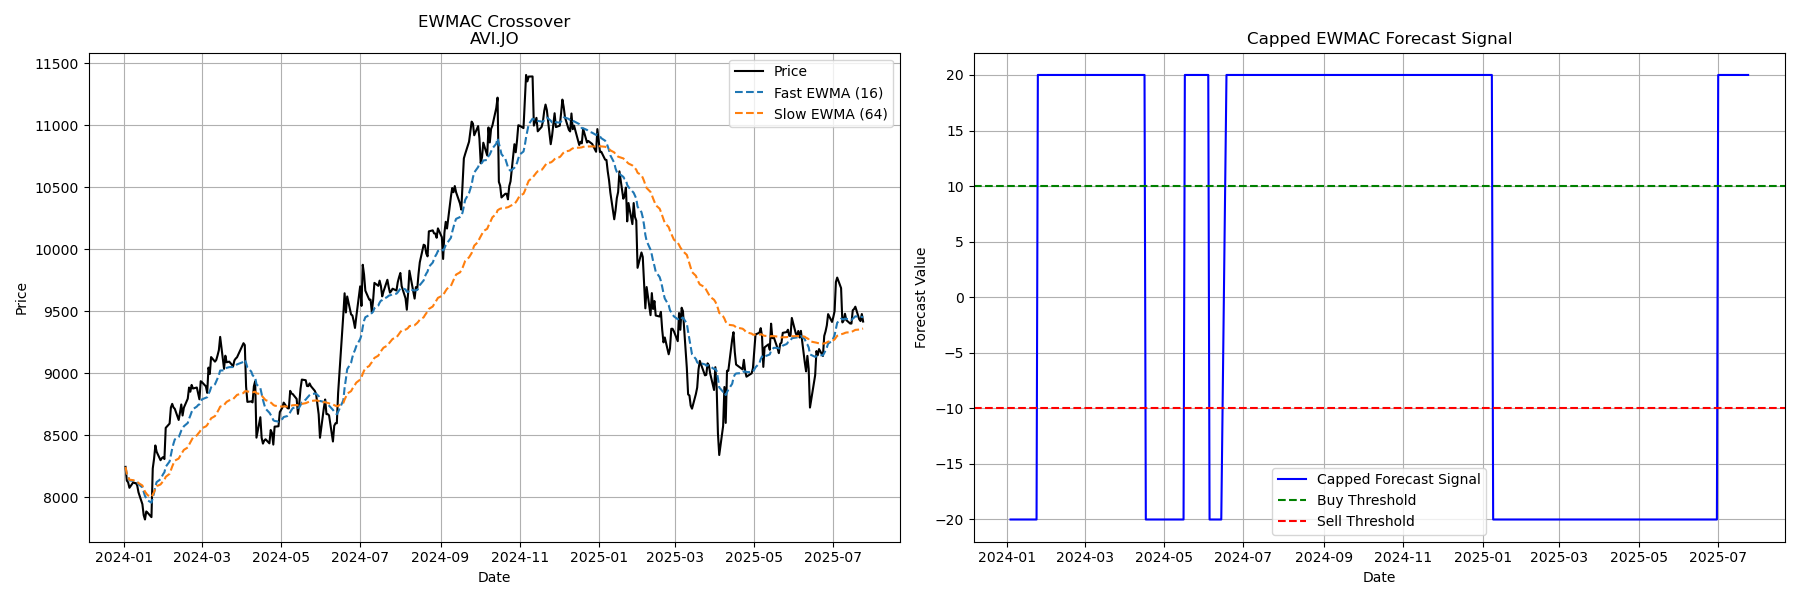 EWMAC Crossover
AVI.JO
Price
11500
11000
10500
10000
9500
9000
8500
8000
Price
Fast EWMA (16)
Slow EWMA (64)
2024-01 2024-03 2024-05 2024-07 2024-09 2024-11 2025-01 2025-03 2025-05 2025-07
Date
Capped EWMAC Forecast Signal
Forecast Value
20
15
10
5
0
−5
−10
−15
−20
Capped Forecast Signal
Buy Threshold
Sell Threshold
2024-01 2024-03 2024-05 2024-07 2024-09 2024-11 2025-01 2025-03 2025-05 2025-07
Date